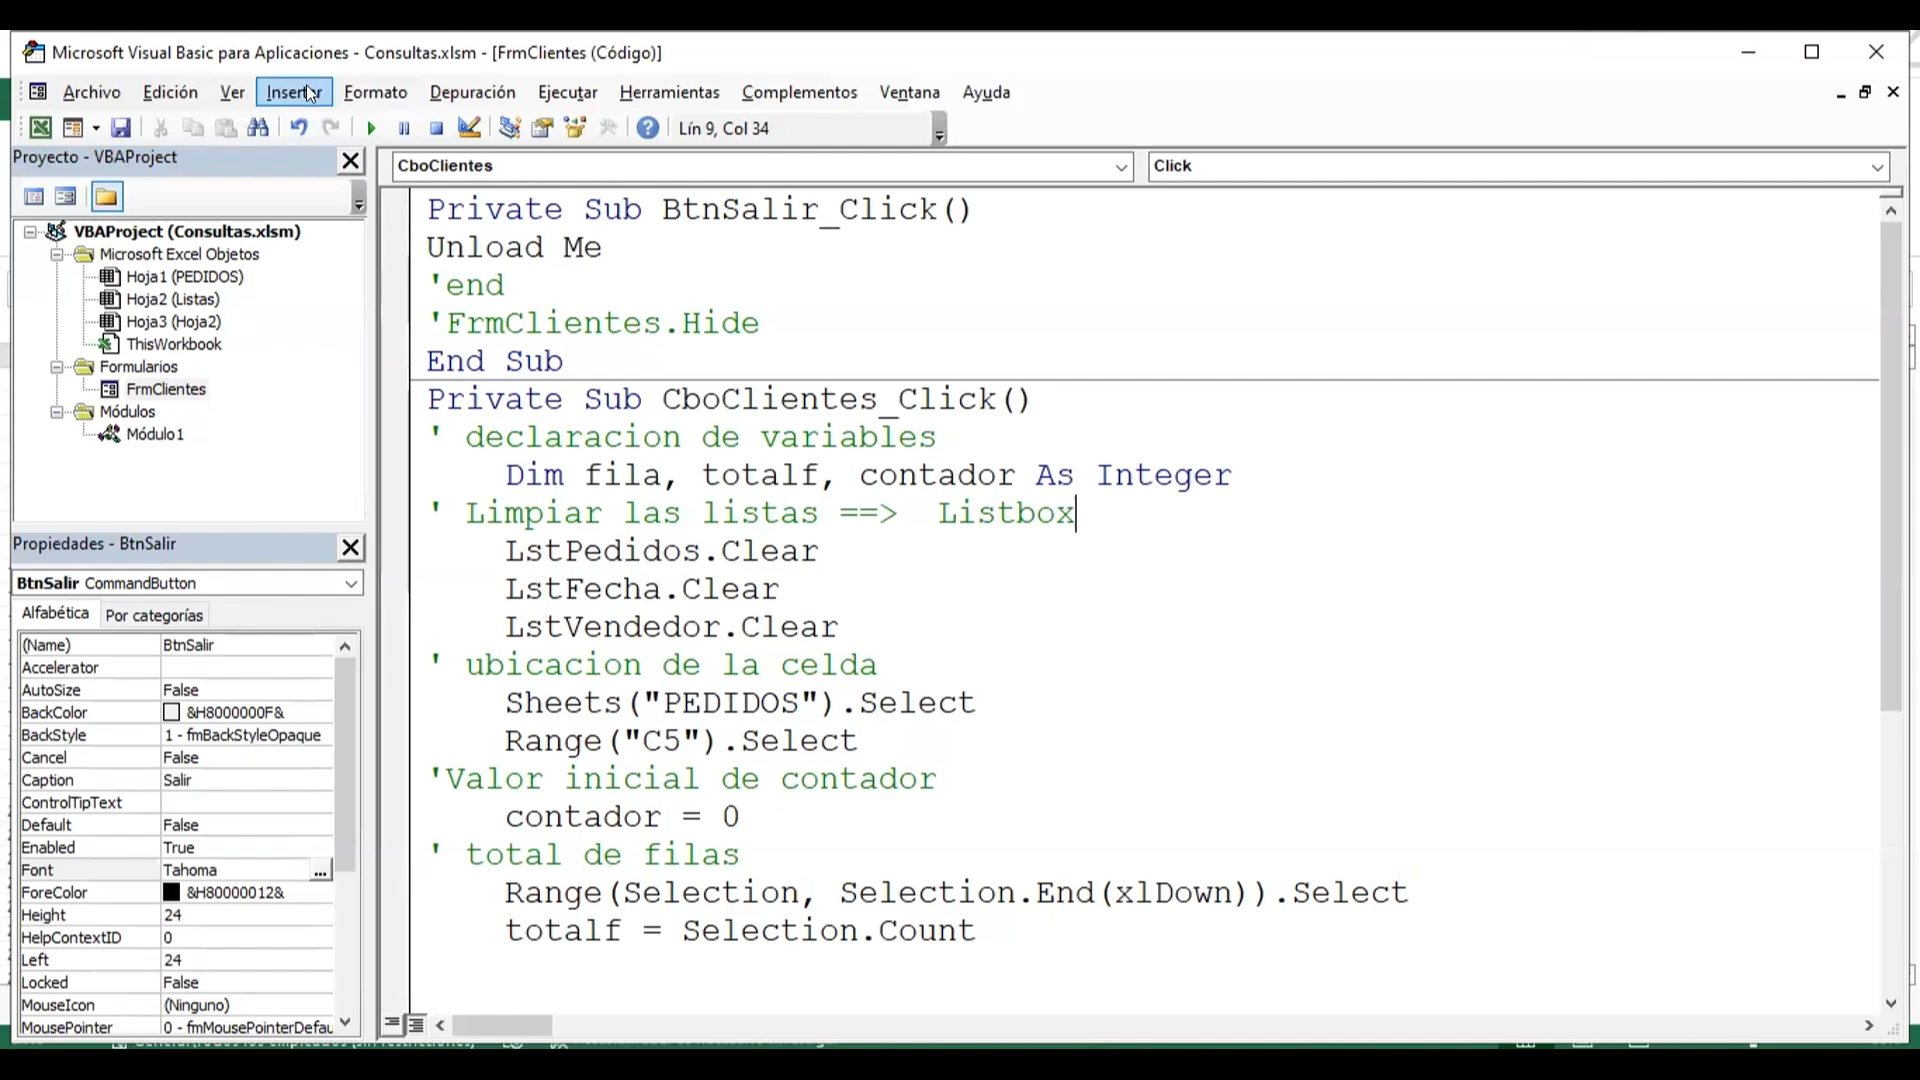 Microsoft Visual Basic para Aplicaciones - Consultas.xlsm - [FrmClientes (Código)]
Archivo Edición Ver Insertar Formato Depuración Ejecutar Herramientas Complementos Ventana Ayuda
Lín 9, Col 34
Proyecto - VBAProject
VBAProject (Consultas.xlsm)
Microsoft Excel Objetos
Hoja1 (PEDIDOS)
Hoja2 (Listas)
Hoja3 (Hoja2)
ThisWorkbook
Formularios
FrmClientes
Módulos
Módulo1
Propiedades - BtnSalir
BtnSalir CommandButton
Alfabética Por categorías
(Name) BtnSalir
Accelerator
AutoSize False
BackColor &H8000000F&
BackStyle 1 - fmBackStyleOpaque
Cancel False
Caption Salir
ControlTipText
Default False
Enabled True
Font Tahoma ...
ForeColor &H80000012&
Height 24
HelpContextID 0
Left 24
Locked False
MouseIcon (Ninguno)
MousePointer 0 - fmMousePointerDefau
CboClientes Click
Private Sub BtnSalir_Click()
Unload Me
'end
'FrmClientes.Hide
End Sub
Private Sub CboClientes_Click()
' declaracion de variables
Dim fila, totalf, contador As Integer
' Limpiar las listas ==> Listbox
LstPedidos.Clear
LstFecha.Clear
LstVendedor.Clear
' ubicacion de la celda
Sheets("PEDIDOS").Select
Range("C5").Select
'Valor inicial de contador
contador = 0
' total de filas
Range(Selection, Selection.End(xlDown)).Select
totalf = Selection.Count